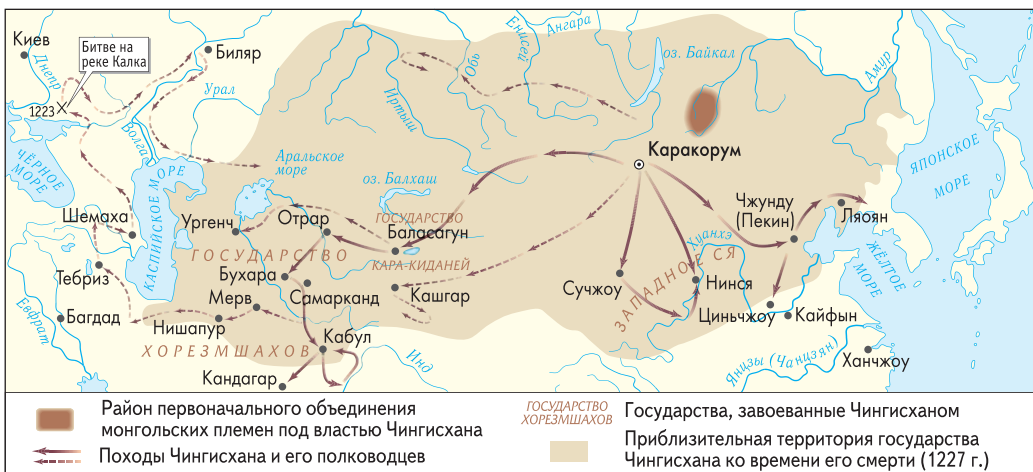 Киев
Днепр
Битве на
реке Калка
1223
Биляр
Урал
Волга
ЧЁРНОЕ
МОРЕ
КАСПИЙСКОЕ МОРЕ
Аральское
море
Обь
Иртыш
Енисей
Ангара
оз. Байкал
оз. Балхаш
Амур
Каракорум
ЯПОНСКОЕ
МОРЕ
Шемаха
Тебриз
Багдад
Евфрат
Ургенч
Отрар
ГОСУДАРСТВО
Баласагун
КАРА-КИДАНЕЙ
Кашгар
ГОСУДАРСТВО
Бухара
Самарканд
Мерв
Нишапур
ХОРЕЗМШАХОВ
Кабул
Кандагар
Инд
Чжунду
(Пекин)
Ляоян
Хуанхэ
ЖЁЛТОЕ
МОРЕ
Сучжоу
ЗАПАДНОЕ СЯ
Нинся
Циньчжоу
Кайфын
Янцзы (Чанцзян)
Ханчжоу
Район первоначального объединения
монгольских племен под властью Чингисхана
Походы Чингисхана и его полководцев
ГОСУДАРСТВО
ХОРЕЗМШАХОВ
Государства, завоеванные Чингисханом
Приблизительная территория государства
Чингисхана ко времени его смерти (1227 г.)